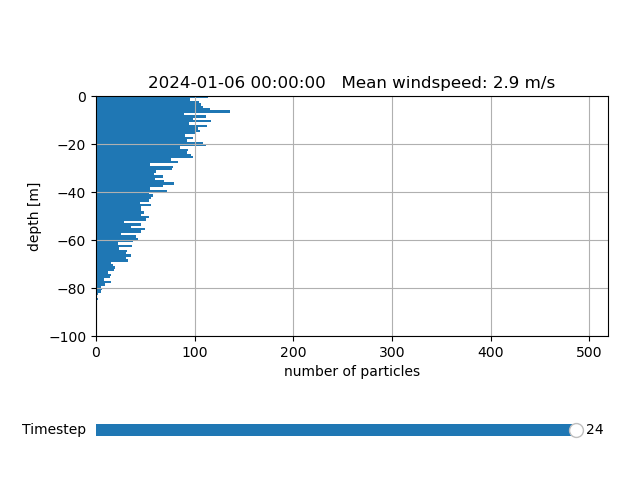 2024-01-06 00:00:00   Mean windspeed: 2.9 m/s
0
−20
−40
−60
−80
−100
depth [m]
0 100 200 300 400 500
number of particles
Timestep 24